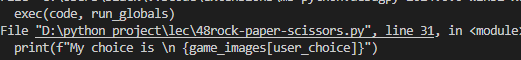 exec(code, run_globals)
File "D:\python project\lec\48rock-paper-scissors.py", line 31, in <module>
print(f"My choice is \n {game_images[user_choice]}")